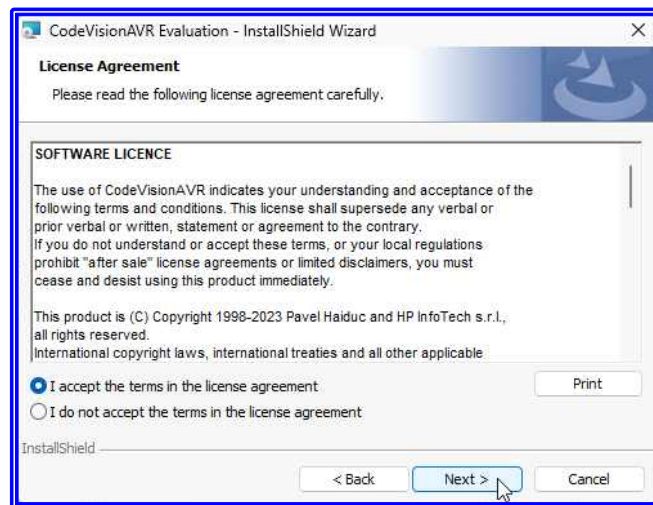 CodeVisionAVR Evaluation - InstallShield Wizard
License Agreement
Please read the following license agreement carefully.
SOFTWARE LICENCE
The use of CodeVisionAVR indicates your understanding and acceptance of the
following terms and conditions. This license shall supersede any verbal or
prior verbal or written, statement or agreement to the contrary.
If you do not understand or accept these terms, or your local regulations
prohibit "after sale" license agreements or limited disclaimers, you must
cease and desist using this product immediately.
This product is (C) Copyright 1998-2023 Pavel Haiduc and HP InfoTech s.r.l.,
all rights reserved.
International copyright laws, international treaties and all other applicable
I accept the terms in the license agreement
Print
I do not accept the terms in the license agreement
InstallShield
< Back
Next >
Cancel